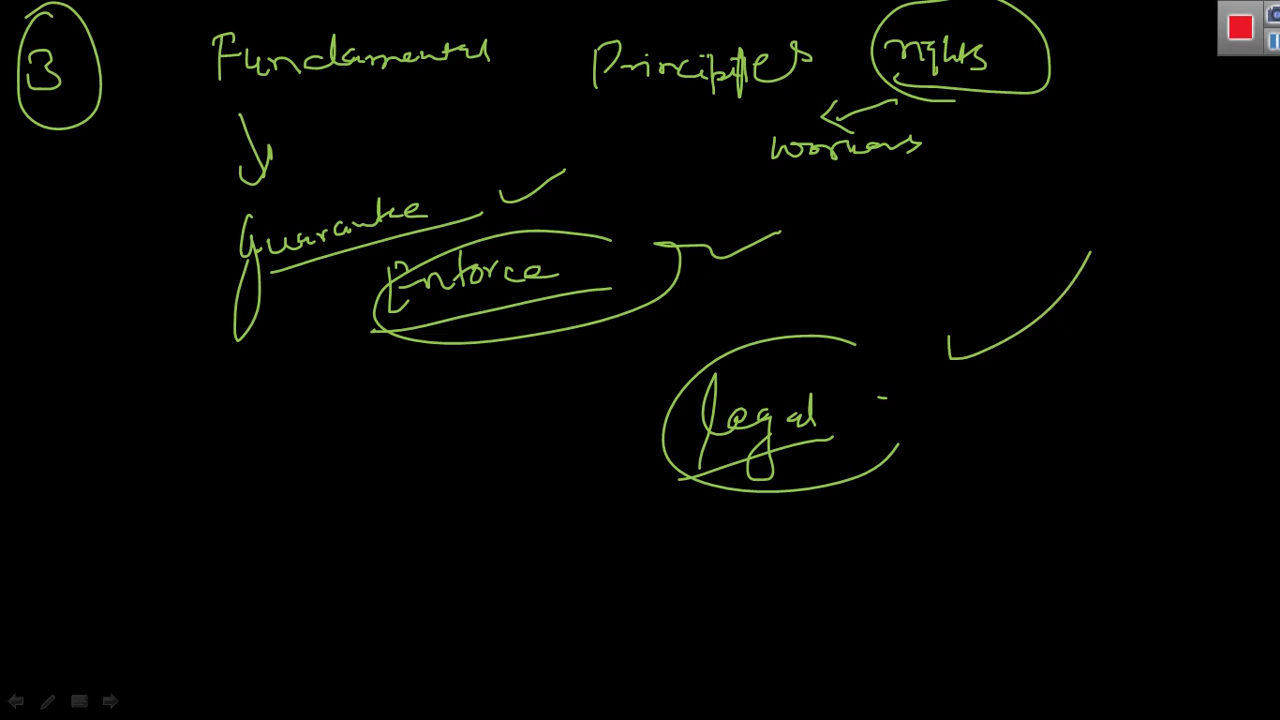 3 Fundamental Principles rights
workers
guarantee
Enforce
legal